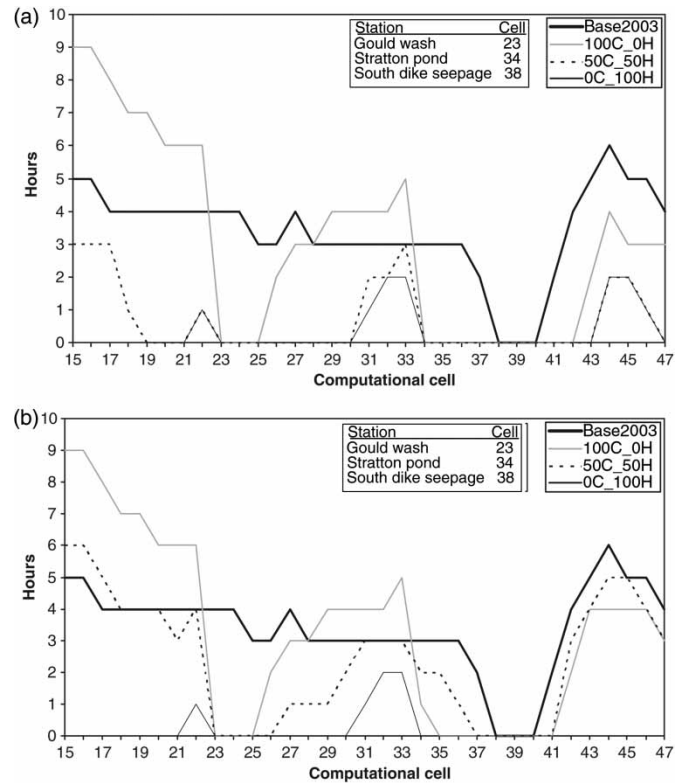 (a)
10
9
8
7
6
5
4
3
2
1
0
Hours
Station Cell
Gould wash 23
Stratton pond 34
South dike seepage 38
Base2003
100C_0H
50C_50H
0C_100H
15 17 19 21 23 25 27 29 31 33 35 37 39 41 43 45 47
Computational cell
(b)
10
9
8
7
6
5
4
3
2
1
0
Hours
Station Cell
Gould wash 23
Stratton pond 34
South dike seepage 38
Base2003
100C_0H
50C_50H
0C_100H
15 17 19 21 23 25 27 29 31 33 35 37 39 41 43 45 47
Computational cell